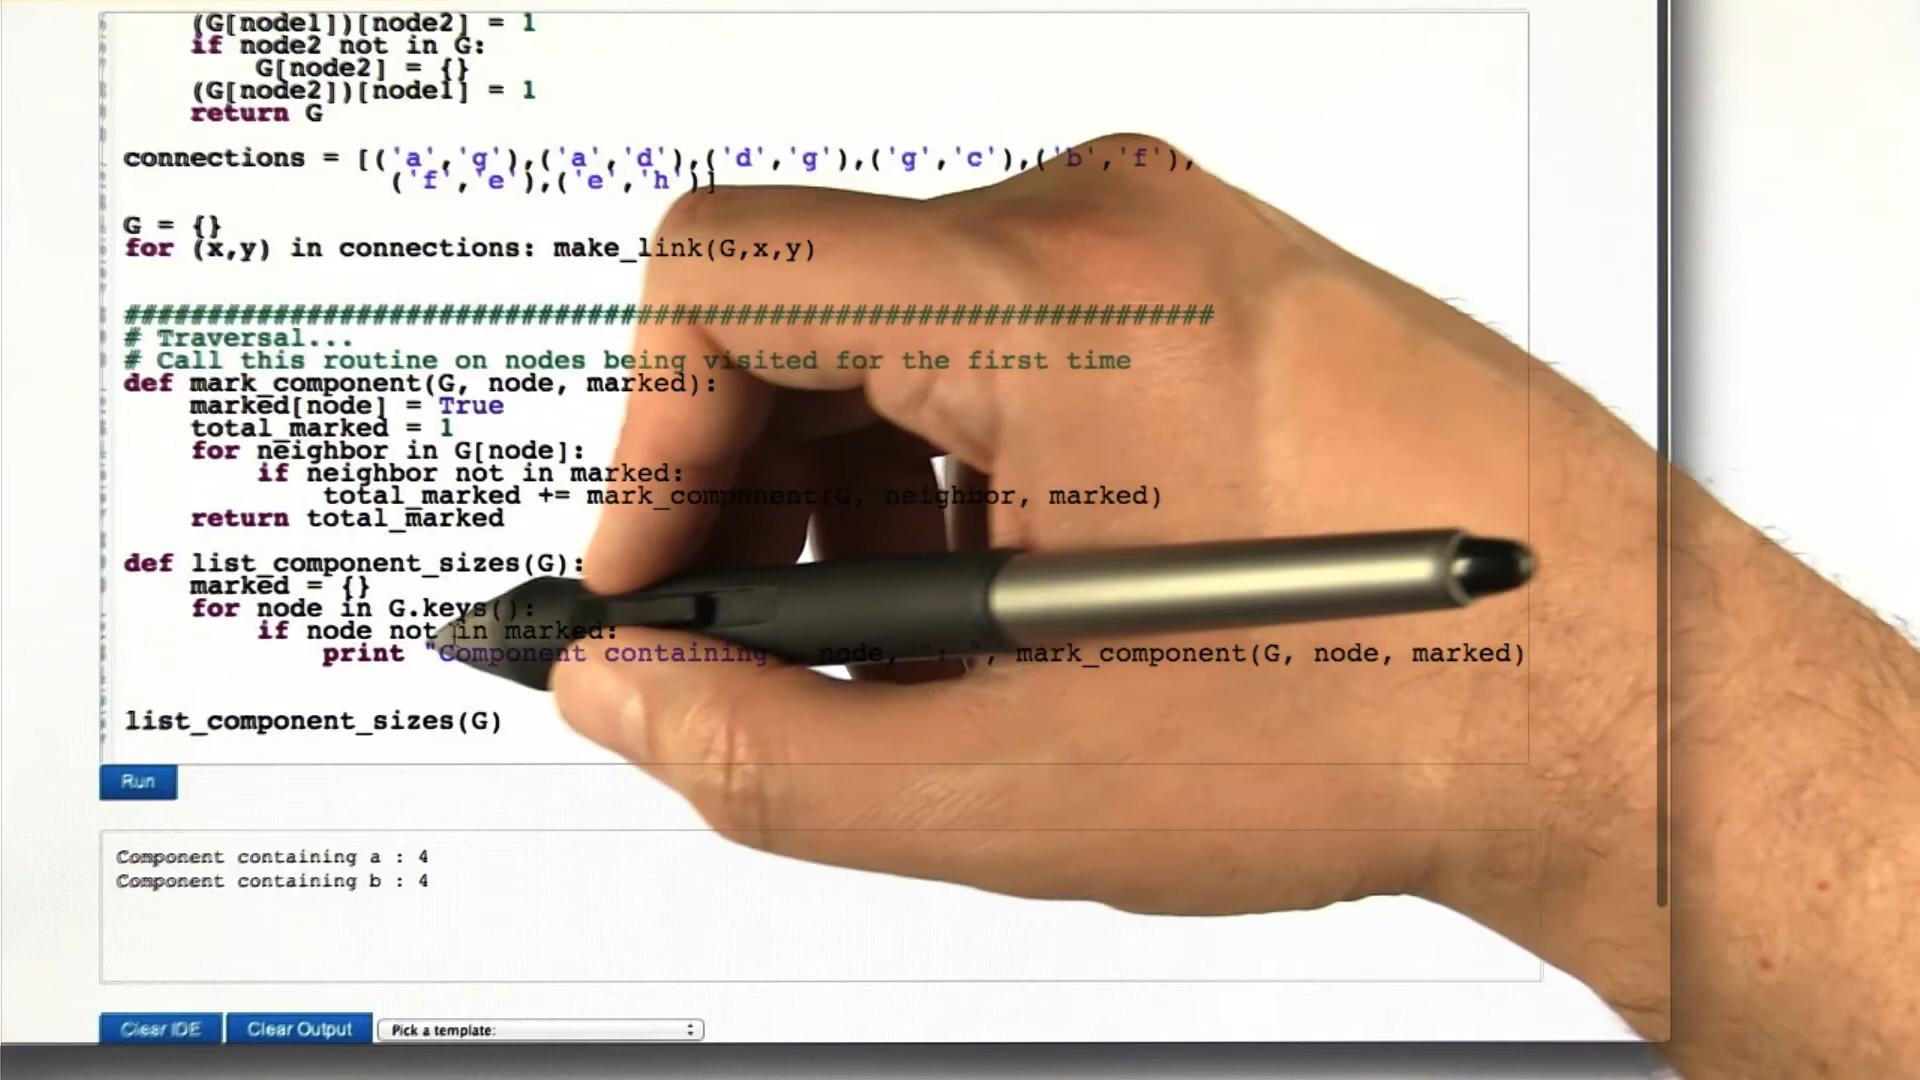 (G[node1])[node2] = 1
if node2 not in G:
G[node2] = {}
(G[node2])[node1] = 1
return G
connections = [('a','g'),('a','d'),('d','g'),('g','c'),('b','f'),
('f','e'),('e','h')]
G = {}
for (x,y) in connections: make_link(G,x,y)
##################################################################
# Traversal...
# Call this routine on nodes being visited for the first time
def mark_component(G, node, marked):
marked[node] = True
total_marked = 1
for neighbor in G[node]:
if neighbor not in marked:
total_marked += mark_component(G, neighbor, marked)
return total_marked
def list_component_sizes(G):
marked = {}
for node in G.keys():
if node not in marked:
print "Component containing node, ": ", mark_component(G, node, marked)
list_component_sizes(G)
Run
Component containing a : 4
Component containing b : 4
Clear IDE
Clear Output
Pick a template: